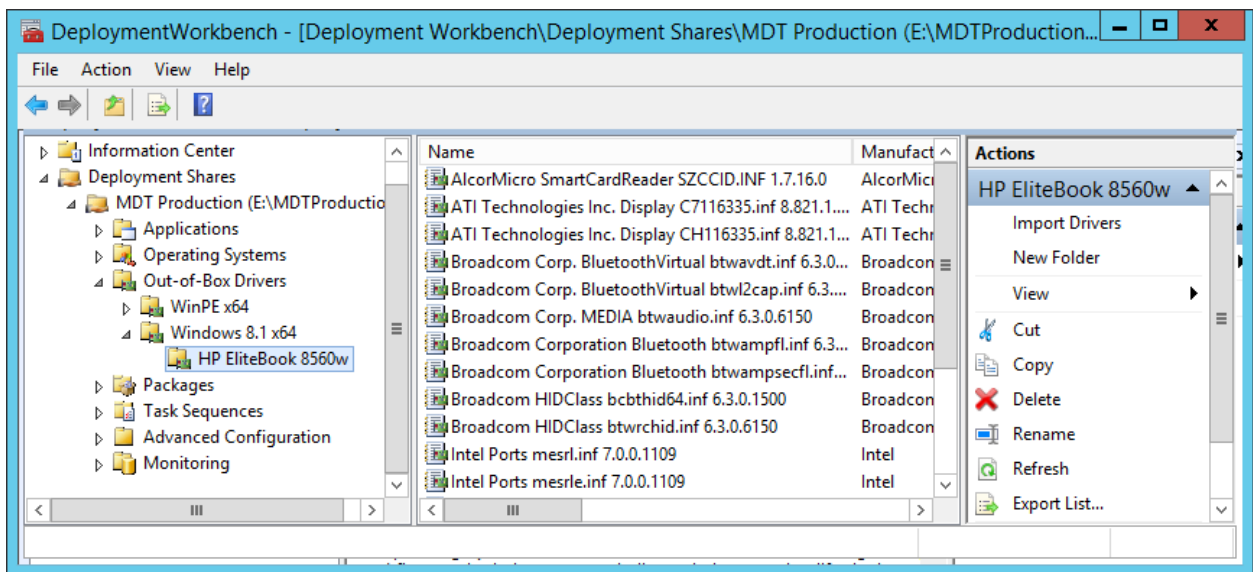 DeploymentWorkbench - [Deployment Workbench\Deployment Shares\MDT Production (E:\MDTProduction...
File Action View Help
Information Center
Deployment Shares
MDT Production (E:\MDTProductio
Applications
Operating Systems
Out-of-Box Drivers
WinPE x64
Windows 8.1 x64
HP EliteBook 8560w
Packages
Task Sequences
Advanced Configuration
Monitoring
Name Manufact
AlcorMicro SmartCardReader SZCCID.INF 1.7.16.0 AlcorMicr
ATI Technologies Inc. Display C7116335.inf 8.821.1.... ATI Techr
ATI Technologies Inc. Display CH116335.inf 8.821.1... ATI Techr
Broadcom Corp. BluetoothVirtual btwavdt.inf 6.3.0... Broadcon
Broadcom Corp. BluetoothVirtual btwl2cap.inf 6.3.... Broadcon
Broadcom Corp. MEDIA btwaudio.inf 6.3.0.6150 Broadcon
Broadcom Corporation Bluetooth btwampfl.inf 6.3... Broadcon
Broadcom Corporation Bluetooth btwampsecfl.inf... Broadcon
Broadcom HIDClass bcbthid64.inf 6.3.0.1500 Broadcon
Broadcom HIDClass btwrchid.inf 6.3.0.6150 Broadcon
Intel Ports mesrl.inf 7.0.0.1109 Intel
Intel Ports mesrle.inf 7.0.0.1109 Intel
Actions
HP EliteBook 8560w
Import Drivers
New Folder
View
Cut
Copy
Delete
Rename
Refresh
Export List...